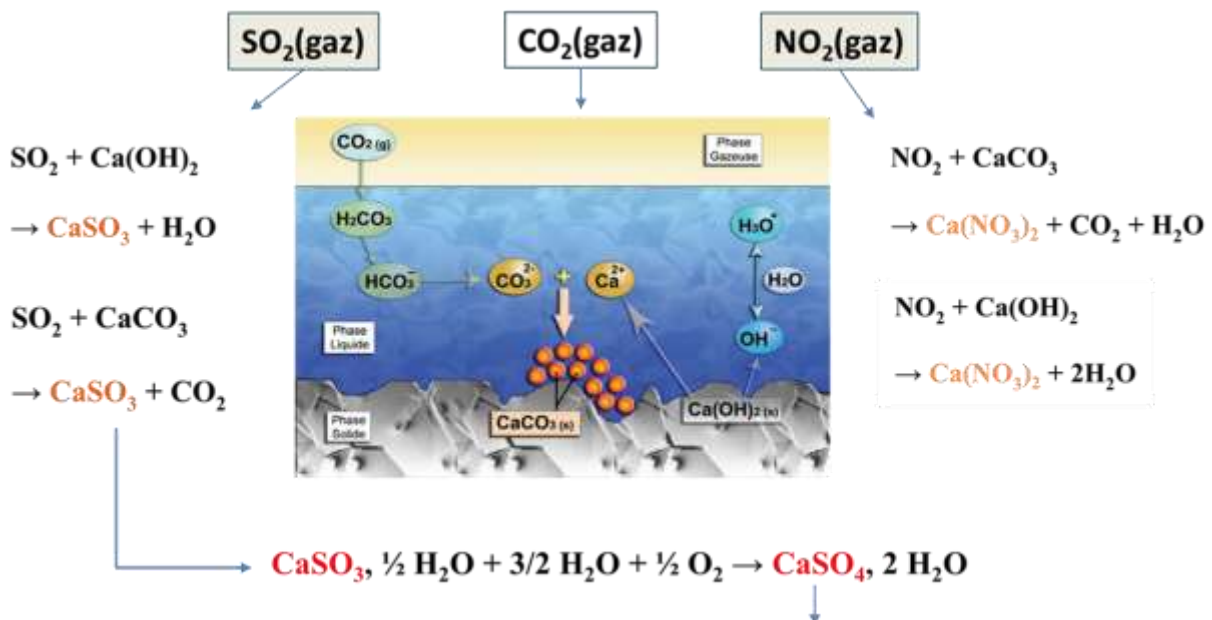 SO₂(gaz)
CO₂(gaz)
NO₂(gaz)
SO₂ + Ca(OH)₂
→ CaSO₃ + H₂O
SO₂ + CaCO₃
→ CaSO₃ + CO₂
CO₂ (g)
Phase
Gazeuse
H₂CO₃
H₃O⁺
HCO₃⁻
CO₃²⁻
+
Ca²⁺
H₂O
Phase
Liquide
OH⁻
CaCO₃ (s)
Ca(OH)₂ (s)
Phase
Solide
NO₂ + CaCO₃
→ Ca(NO₃)₂ + CO₂ + H₂O
NO₂ + Ca(OH)₂
→ Ca(NO₃)₂ + 2H₂O
CaSO₃, ½ H₂O + 3/2 H₂O + ½ O₂ → CaSO₄, 2 H₂O